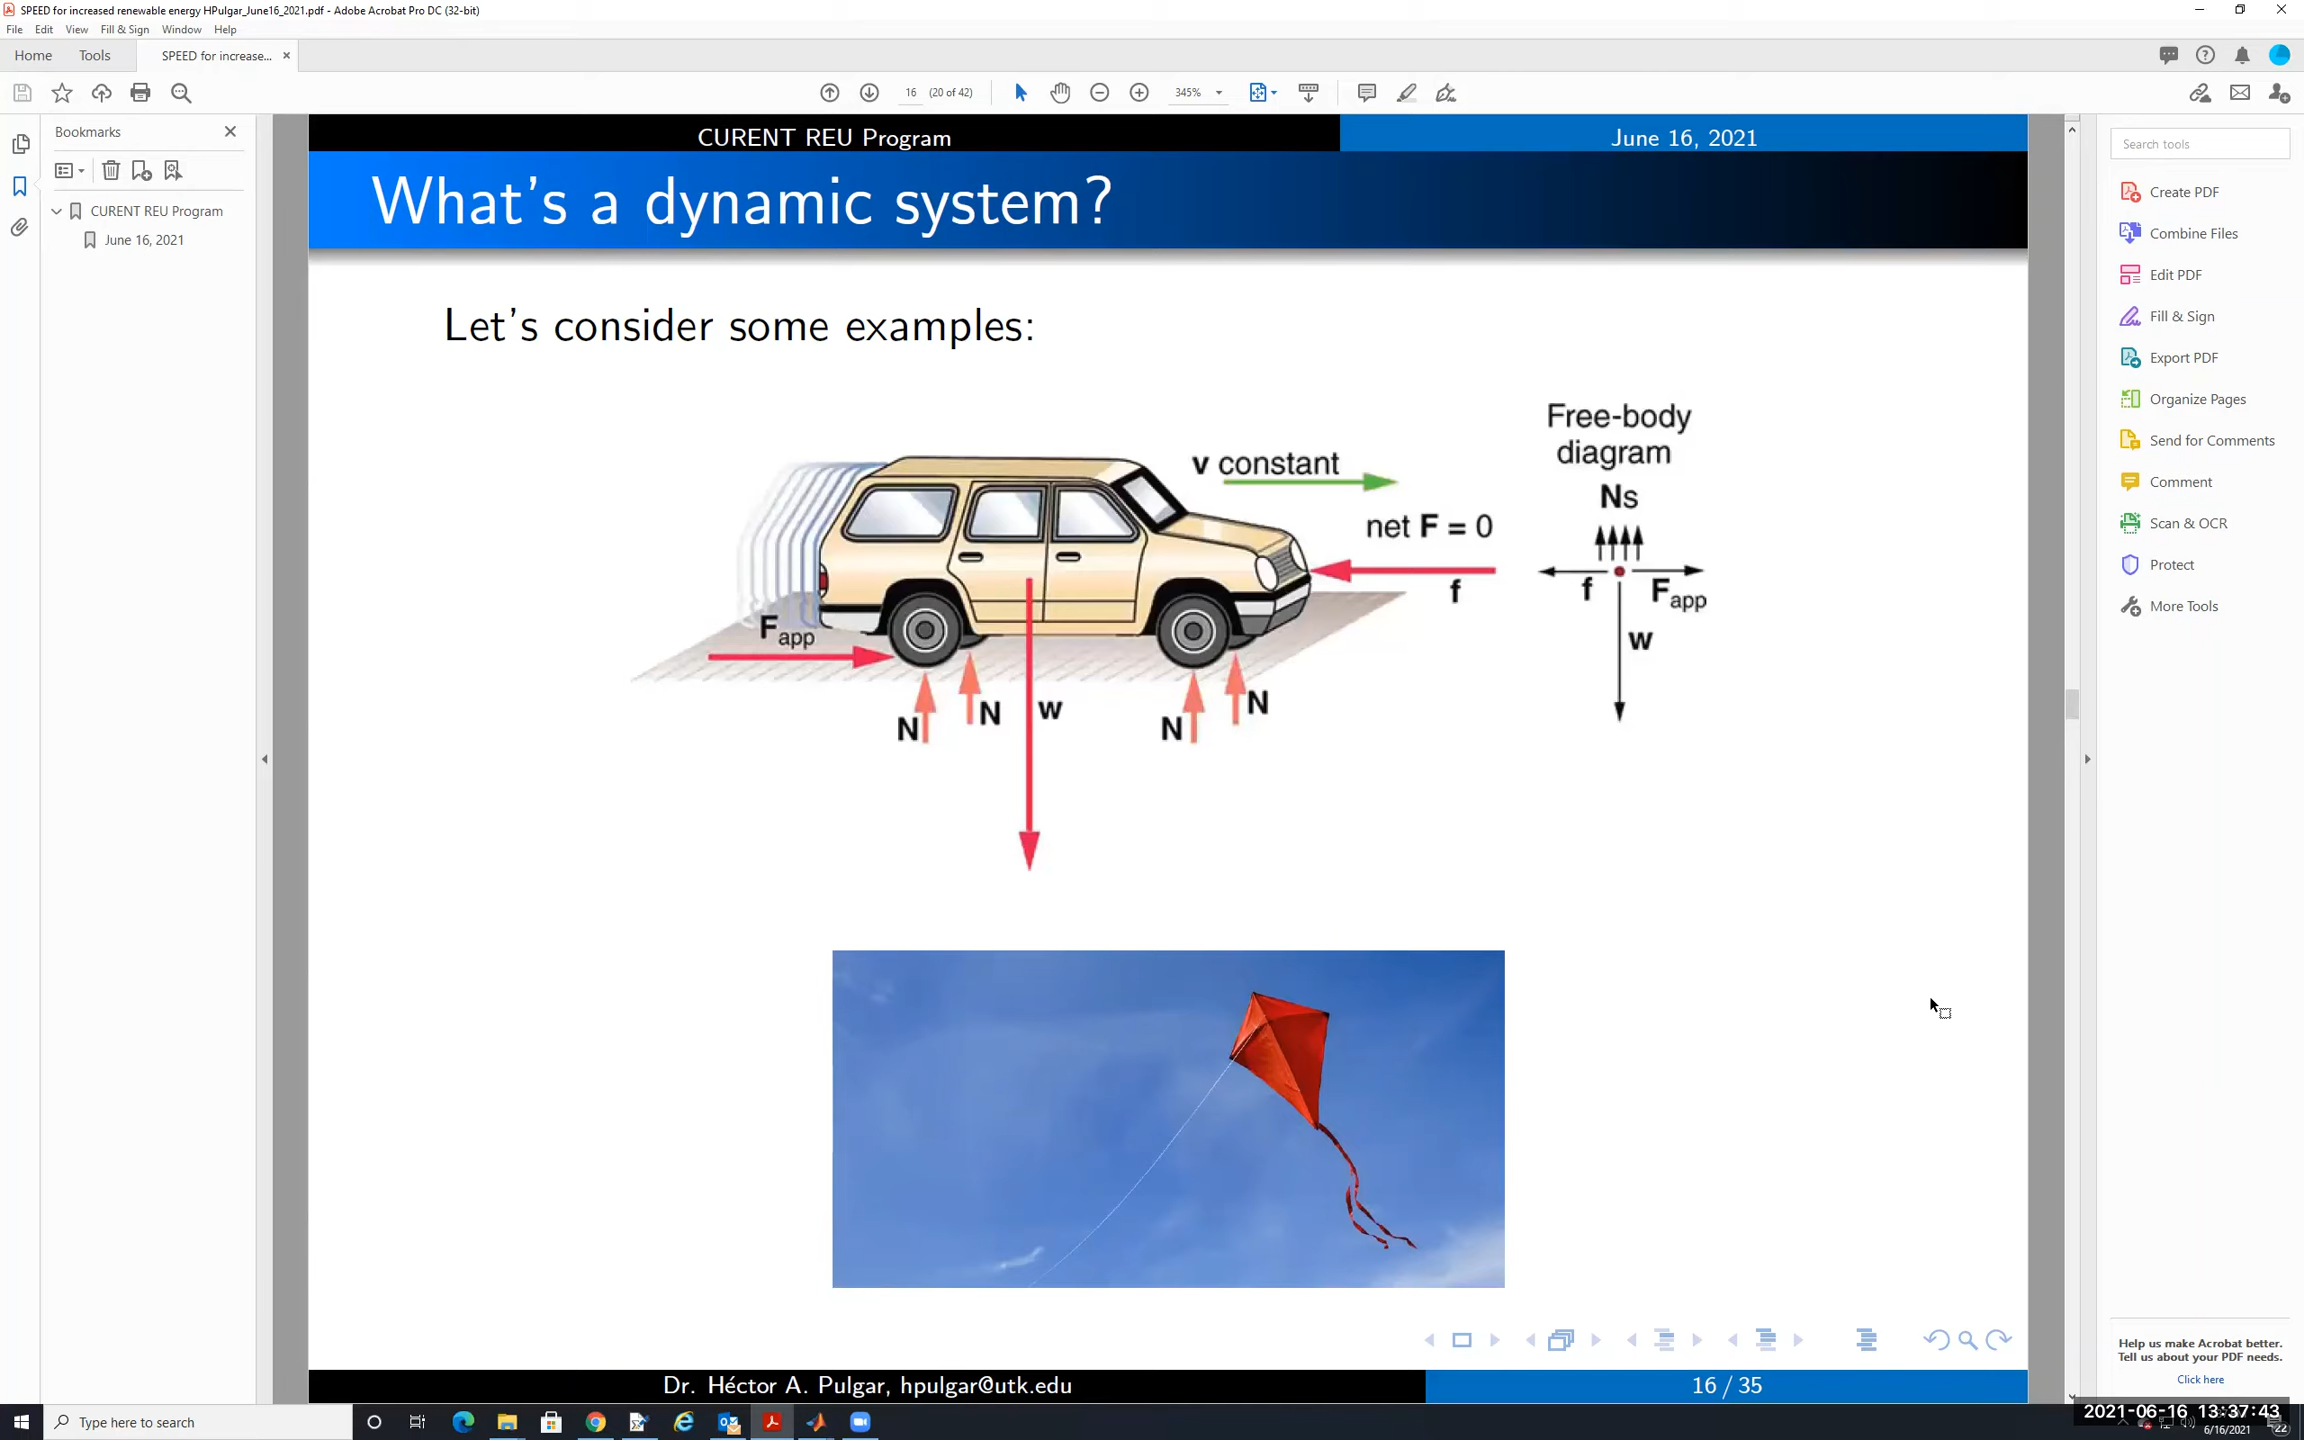 SPEED for increased renewable energy HPulgar_June16_2021.pdf - Adobe Acrobat Pro DC (32-bit)
File Edit View Fill & Sign Window Help
Home Tools SPEED for increase... ×
16 (20 of 42) 345%
Bookmarks
CURENT REU Program
June 16, 2021
CURENT REU Program
June 16, 2021
What's a dynamic system?
Let's consider some examples:
v constant
net F = 0
f
F app
N
N
w
N
N
Free-body
diagram
Ns
f
F app
w
Dr. Héctor A. Pulgar, hpulgar@utk.edu
16 / 35
Search tools
Create PDF
Combine Files
Edit PDF
Fill & Sign
Export PDF
Organize Pages
Send for Comments
Comment
Scan & OCR
Protect
More Tools
Help us make Acrobat better.
Tell us about your PDF needs.
Click here
Type here to search
2021-06-16 13:37:43
6/16/2021
22